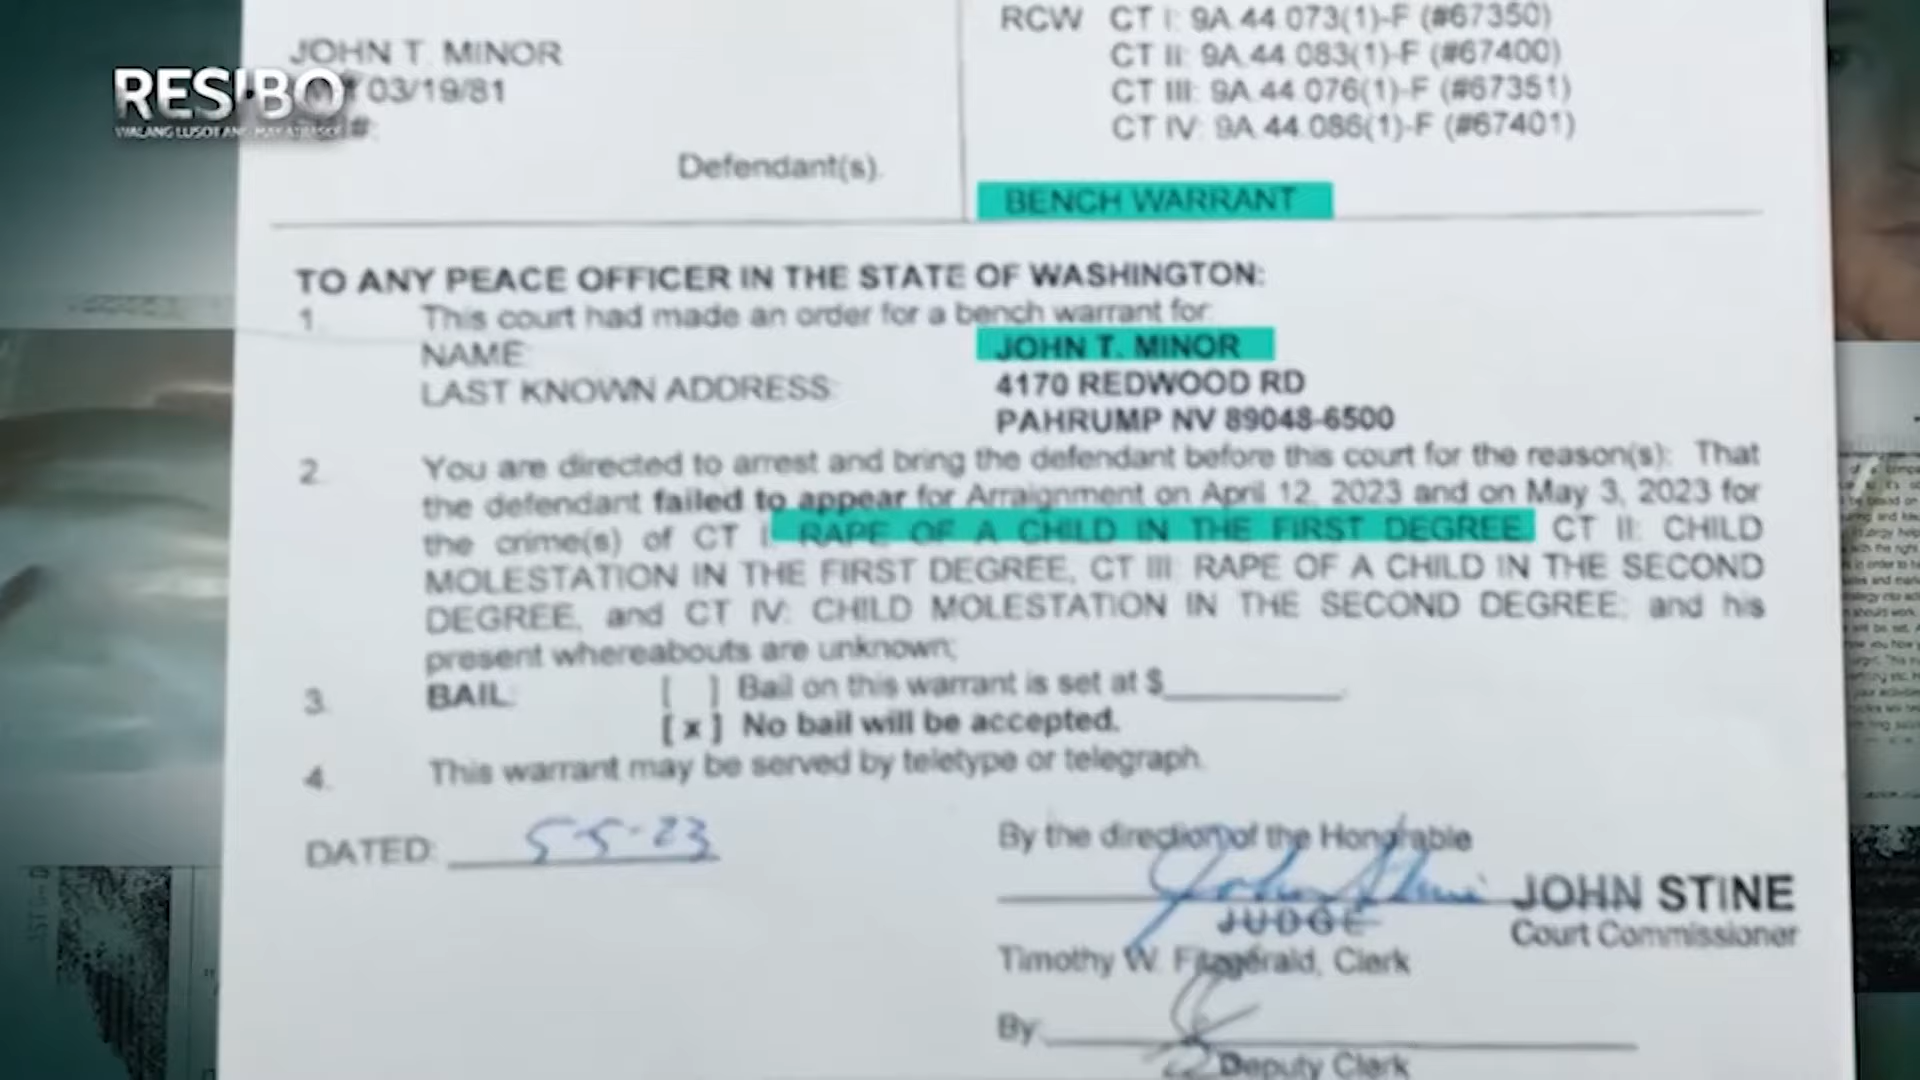 RCW CT I: 9A.44.073(1)-F (#67350)
JOHN T. MINOR
CT II: 9A.44.083(1)-F (#67400)
RESIBO
03/19/81
CT III: 9A.44.076(1)-F (#67351)
WALANG LUSOT ANG MAY ATRASO
#:
CT IV: 9A.44.086(1)-F (#67401)
Defendant(s).
BENCH WARRANT
TO ANY PEACE OFFICER IN THE STATE OF WASHINGTON:
1. This court had made an order for a bench warrant for:
NAME: JOHN T. MINOR
LAST KNOWN ADDRESS: 4170 REDWOOD RD
PAHRUMP NV 89048-6500
2. You are directed to arrest and bring the defendant before this court for the reason(s): That
the defendant failed to appear for Arraignment on April 12, 2023 and on May 3, 2023 for
the crime(s) of CT I: RAPE OF A CHILD IN THE FIRST DEGREE, CT II: CHILD
MOLESTATION IN THE FIRST DEGREE, CT III: RAPE OF A CHILD IN THE SECOND
DEGREE, and CT IV: CHILD MOLESTATION IN THE SECOND DEGREE; and his
present whereabouts are unknown;
3. BAIL: [ ] Bail on this warrant is set at $
[ x ] No bail will be accepted.
4. This warrant may be served by teletype or telegraph.
DATED: 5-5-23
By the direction of the Honorable
JOHN STINE
JUDGE
Court Commissioner
Timothy W. Fitzgerald, Clerk
By:
Deputy Clerk